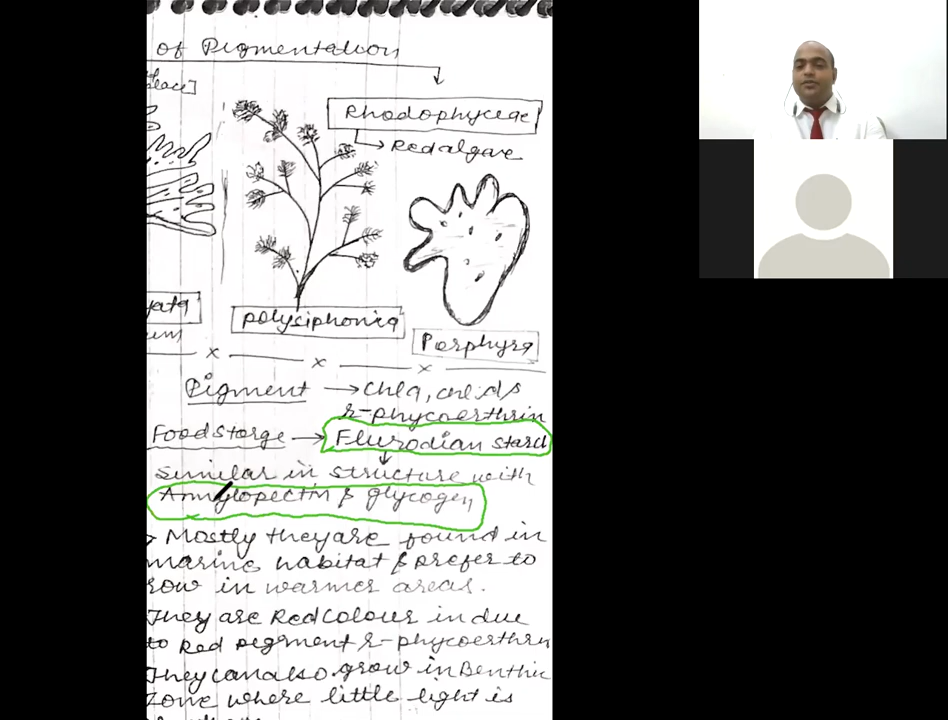 of Pigmentation
Rhodophyceae
Red algae
Polysiphonia
Porphyra
Pigment → Chl a, chl d &
r-phycoerthrin
Food Storge → Flurodian starch
Similar in structure with
Amylopectin & glycogen
Mostly they are found in
marine habitat & prefer to
row in warmer areas.
They are Red Colour in due
to Red pegment r-phycoerthrin
They can also grow in Benthic
zone where little light is